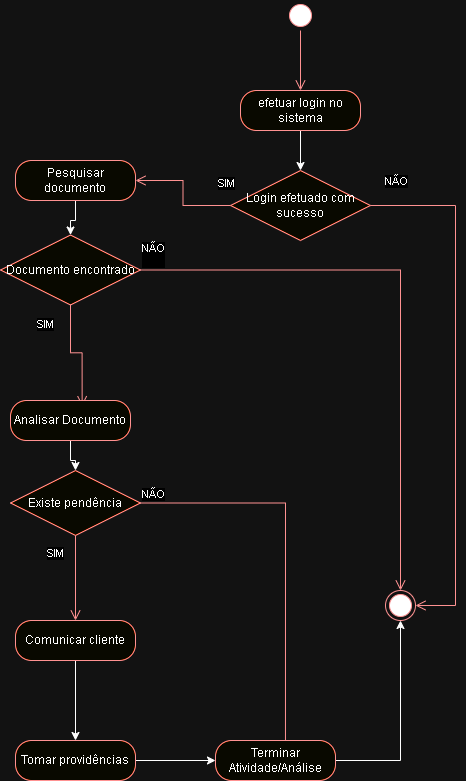 efetuar login no
sistema
Pesquisar
documento
SIM
NÃO
Login efetuado com
sucesso
NÃO
Documento encontrado
SIM
Analisar Documento
NÃO
Existe pendência
SIM
Comunicar cliente
Tomar providências
Terminar
Atividade/Análise